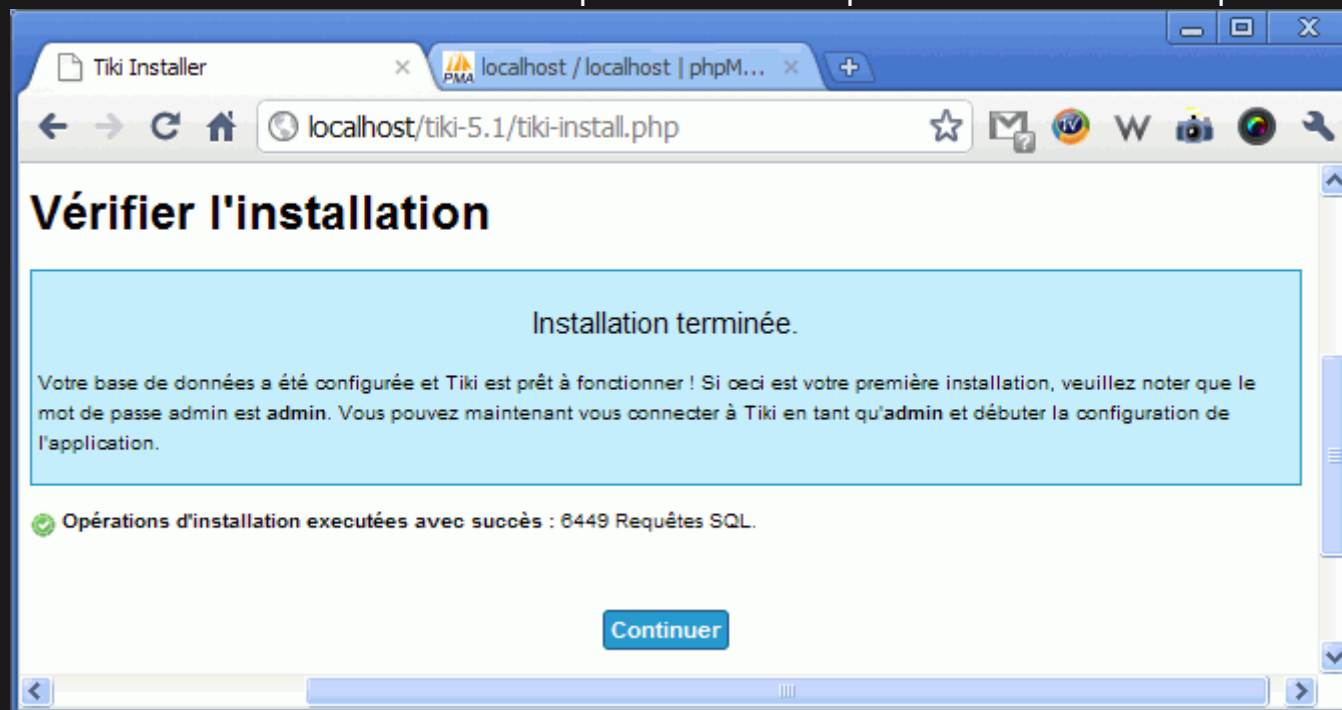 Tiki Installer
PMA localhost / localhost | phpM...
localhost/tiki-5.1/tiki-install.php
Vérifier l'installation
Installation terminée.
Votre base de données a été configurée et Tiki est prêt à fonctionner ! Si ceci est votre première installation, veuillez noter que le
mot de passe admin est admin. Vous pouvez maintenant vous connecter à Tiki en tant qu'admin et débuter la configuration de
l'application.
Opérations d'installation executées avec succès : 6449 Requêtes SQL.
Continuer